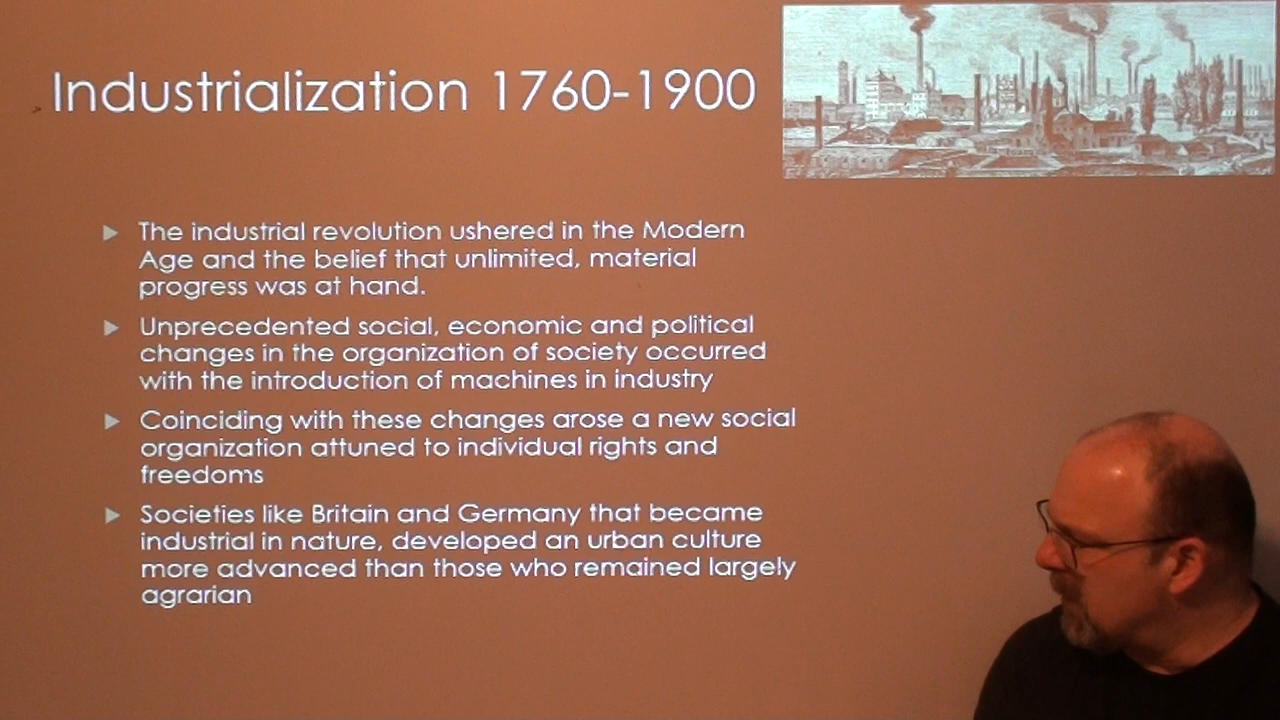 Industrialization 1760-1900
The industrial revolution ushered in the Modern
Age and the belief that unlimited, material
progress was at hand.
Unprecedented social, economic and political
changes in the organization of society occurred
with the introduction of machines in industry
Coinciding with these changes arose a new social
organization attuned to individual rights and
freedoms
Societies like Britain and Germany that became
industrial in nature, developed an urban culture
more advanced than those who remained largely
agrarian